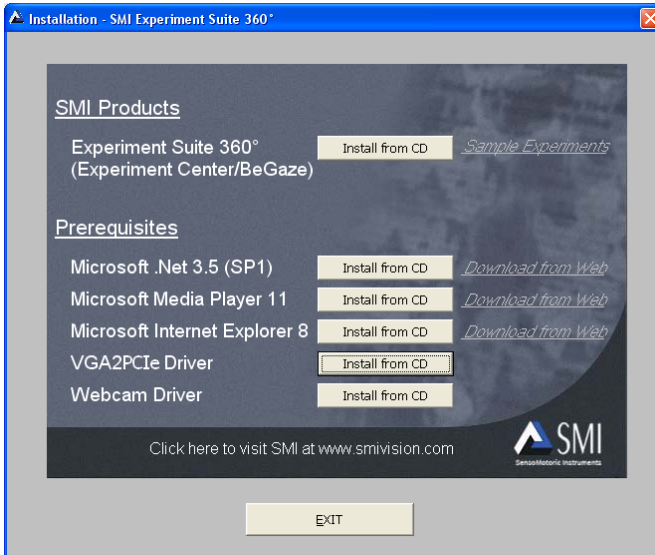 Installation - SMI Experiment Suite 360°
SMI Products
Experiment Suite 360° Install from CD Sample Experiments
(Experiment Center/BeGaze)
Prerequisites
Microsoft .Net 3.5 (SP1) Install from CD Download from Web
Microsoft Media Player 11 Install from CD Download from Web
Microsoft Internet Explorer 8 Install from CD Download from Web
VGA2PCIe Driver Install from CD
Webcam Driver Install from CD
Click here to visit SMI at www.smivision.com
SMI
SensoMotoric Instruments
EXIT